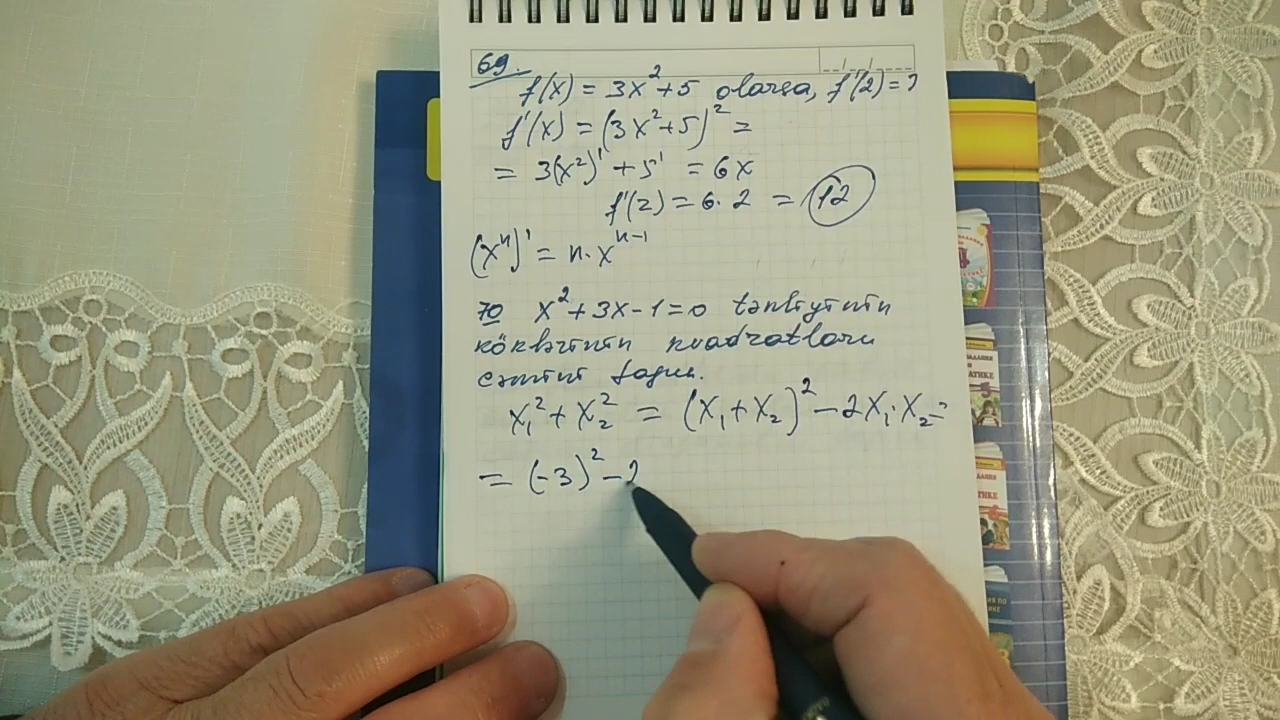 69.
f(x) = 3x² + 5 olarsa, f'(2) = ?
f'(x) = (3x² + 5)² =
= 3(x²)' + 5' = 6x
f'(2) = 6·2 = 12
(xⁿ)' = n·xⁿ⁻¹
70 x² + 3x - 1 = 0 tənliyinin
köklərinin kvadratları
cəmini tapın.
x₁² + x₂² = (x₁ + x₂)² - 2x₁·x₂ =
= (-3)² - 2